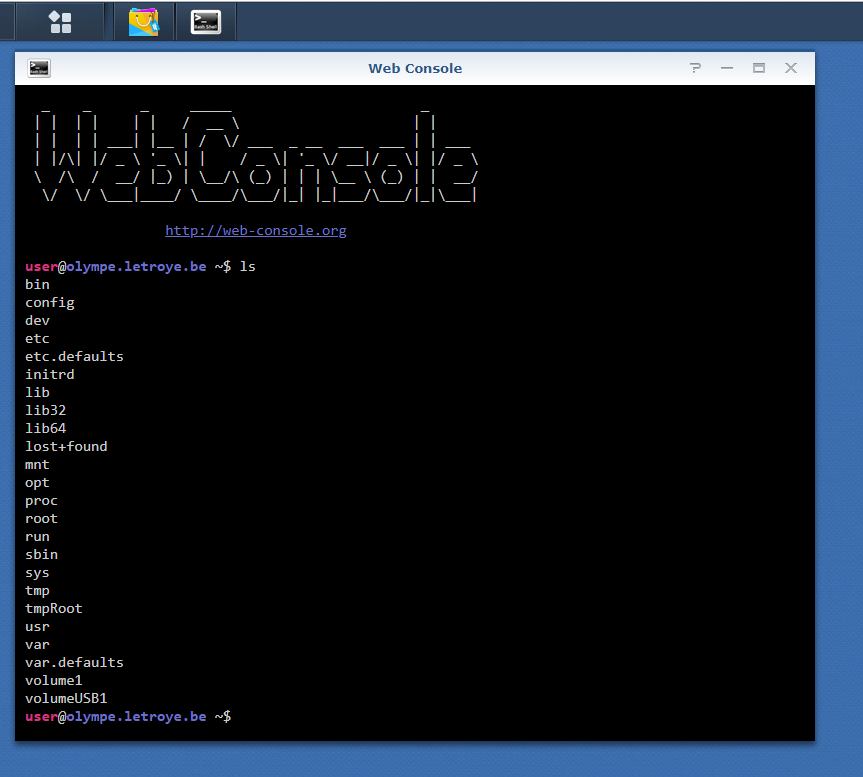 Web Console
WebConsole
http://web-console.org
user@olympe.letroye.be ~$ ls
bin
config
dev
etc
etc.defaults
initrd
lib
lib32
lib64
lost+found
mnt
opt
proc
root
run
sbin
sys
tmp
tmpRoot
usr
var
var.defaults
volume1
volumeUSB1
user@olympe.letroye.be ~$